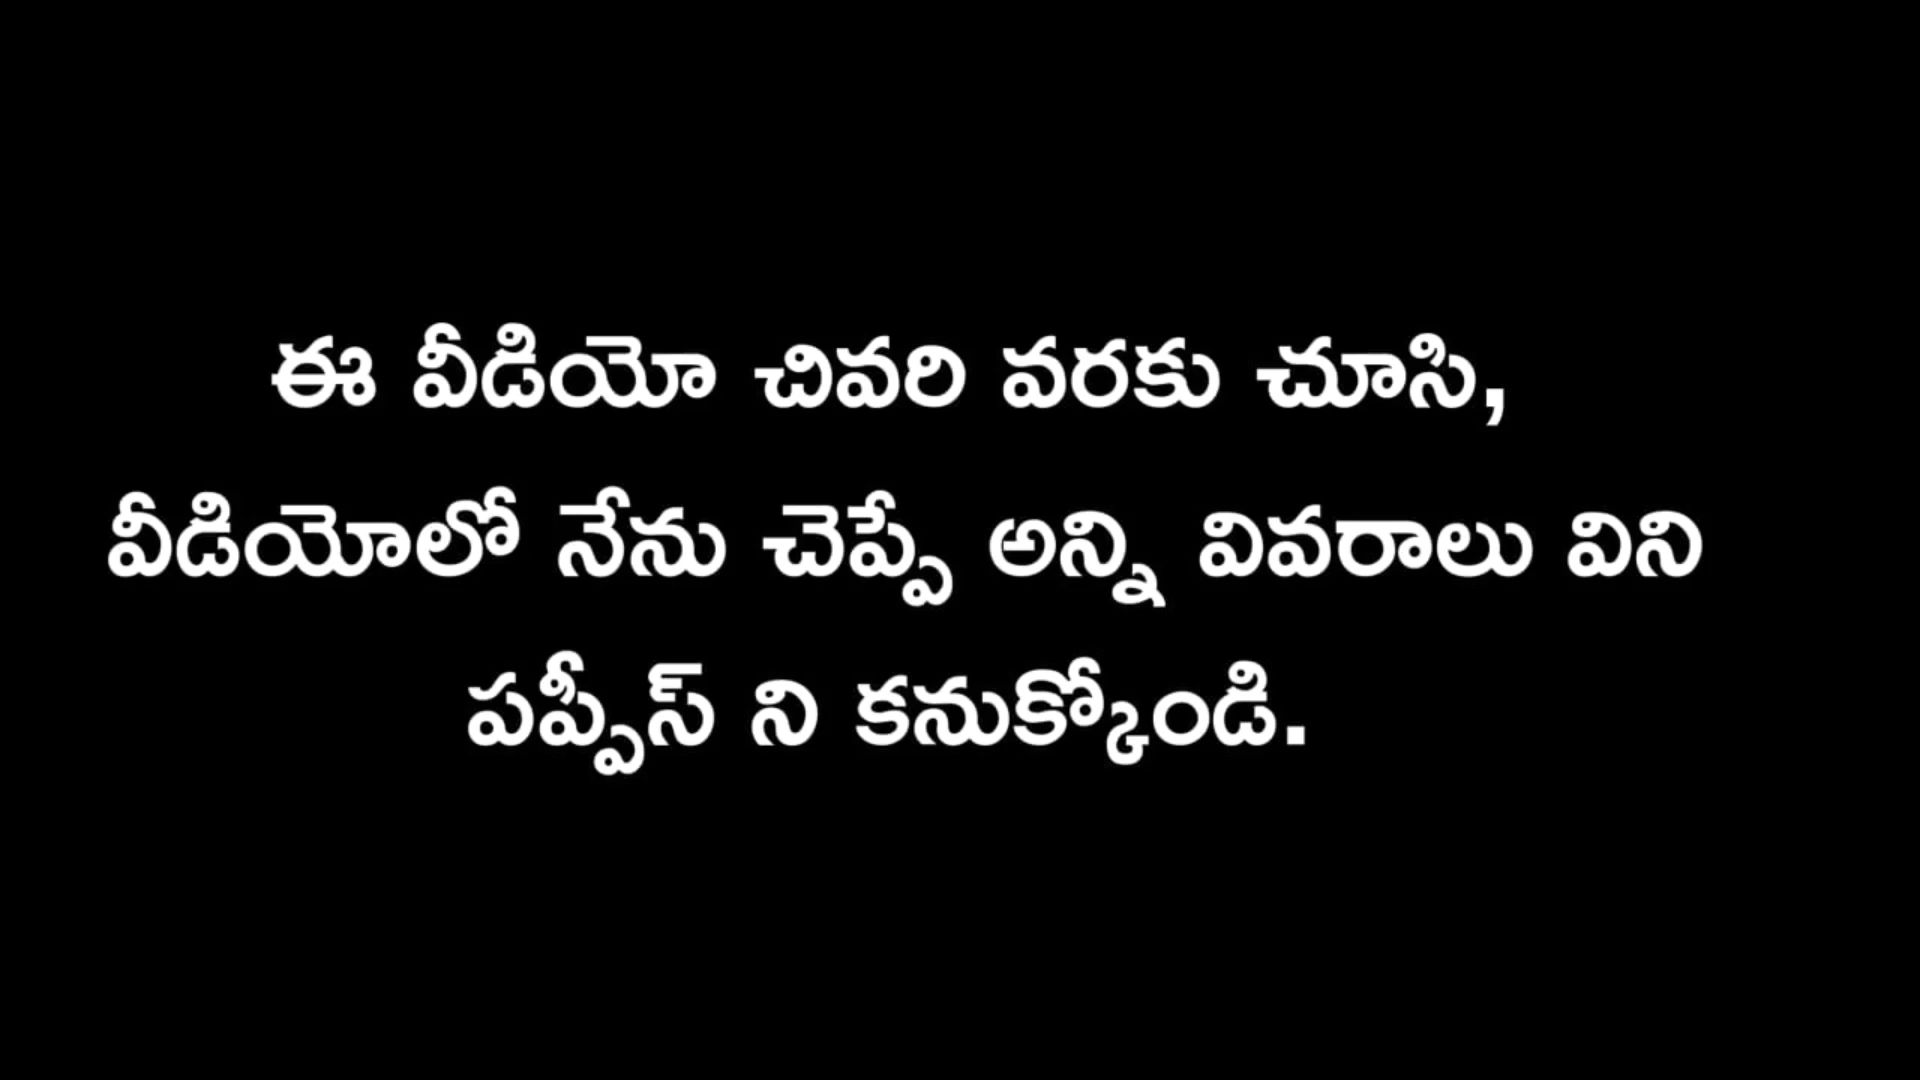 ఈ వీడియో చివరి వరకు చూసి,
వీడియోలో నేను చెప్పే అన్ని వివరాలు విని
పప్పీస్ ని కనుక్కోండి.